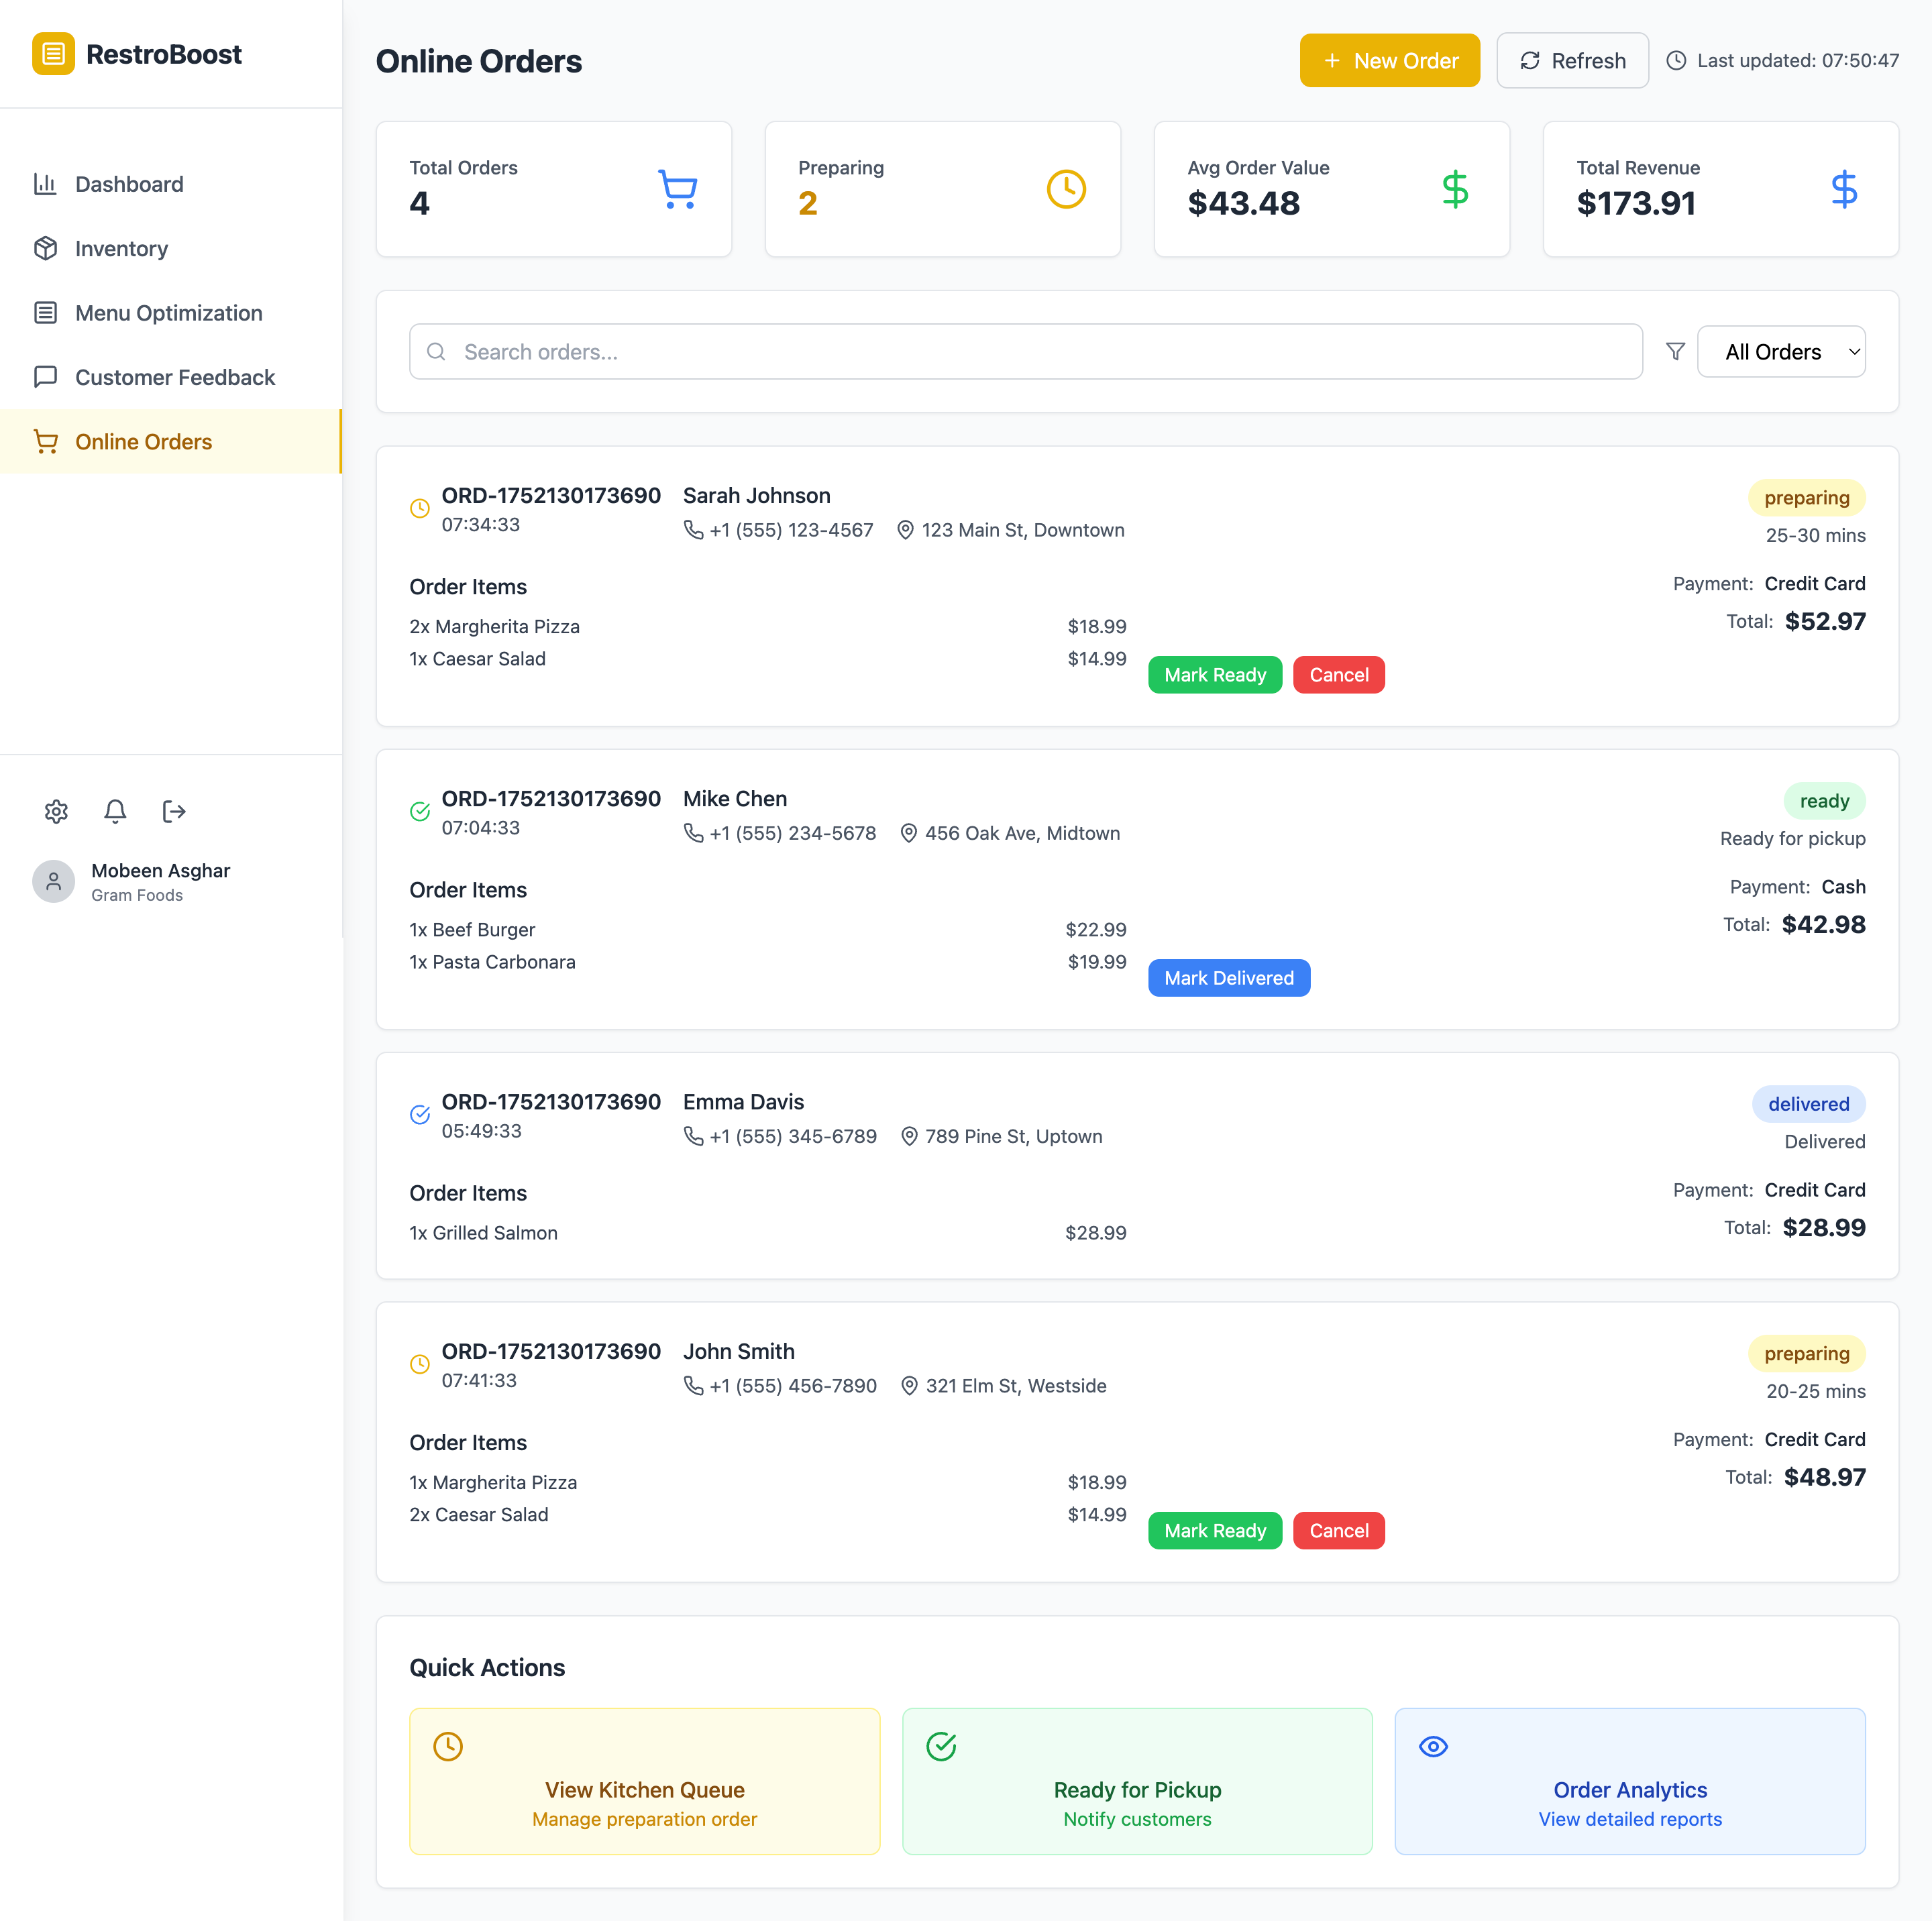 RestroBoost
Dashboard
Inventory
Menu Optimization
Customer Feedback
Online Orders
Mobeen Asghar
Gram Foods
Online Orders
New Order
Refresh
Last updated: 07:50:47
Total Orders
4
Preparing
2
Avg Order Value
$43.48
Total Revenue
$173.91
Search orders...
All Orders
ORD-1752130173690 Sarah Johnson
07:34:33 +1 (555) 123-4567 123 Main St, Downtown
preparing
25-30 mins
Order Items
2x Margherita Pizza $18.99
1x Caesar Salad $14.99
Payment: Credit Card
Total: $52.97
Mark Ready Cancel
ORD-1752130173690 Mike Chen
07:04:33 +1 (555) 234-5678 456 Oak Ave, Midtown
ready
Ready for pickup
Order Items
1x Beef Burger $22.99
1x Pasta Carbonara $19.99
Payment: Cash
Total: $42.98
Mark Delivered
ORD-1752130173690 Emma Davis
05:49:33 +1 (555) 345-6789 789 Pine St, Uptown
delivered
Delivered
Order Items
1x Grilled Salmon $28.99
Payment: Credit Card
Total: $28.99
ORD-1752130173690 John Smith
07:41:33 +1 (555) 456-7890 321 Elm St, Westside
preparing
20-25 mins
Order Items
1x Margherita Pizza $18.99
2x Caesar Salad $14.99
Payment: Credit Card
Total: $48.97
Mark Ready Cancel
Quick Actions
View Kitchen Queue
Manage preparation order
Ready for Pickup
Notify customers
Order Analytics
View detailed reports